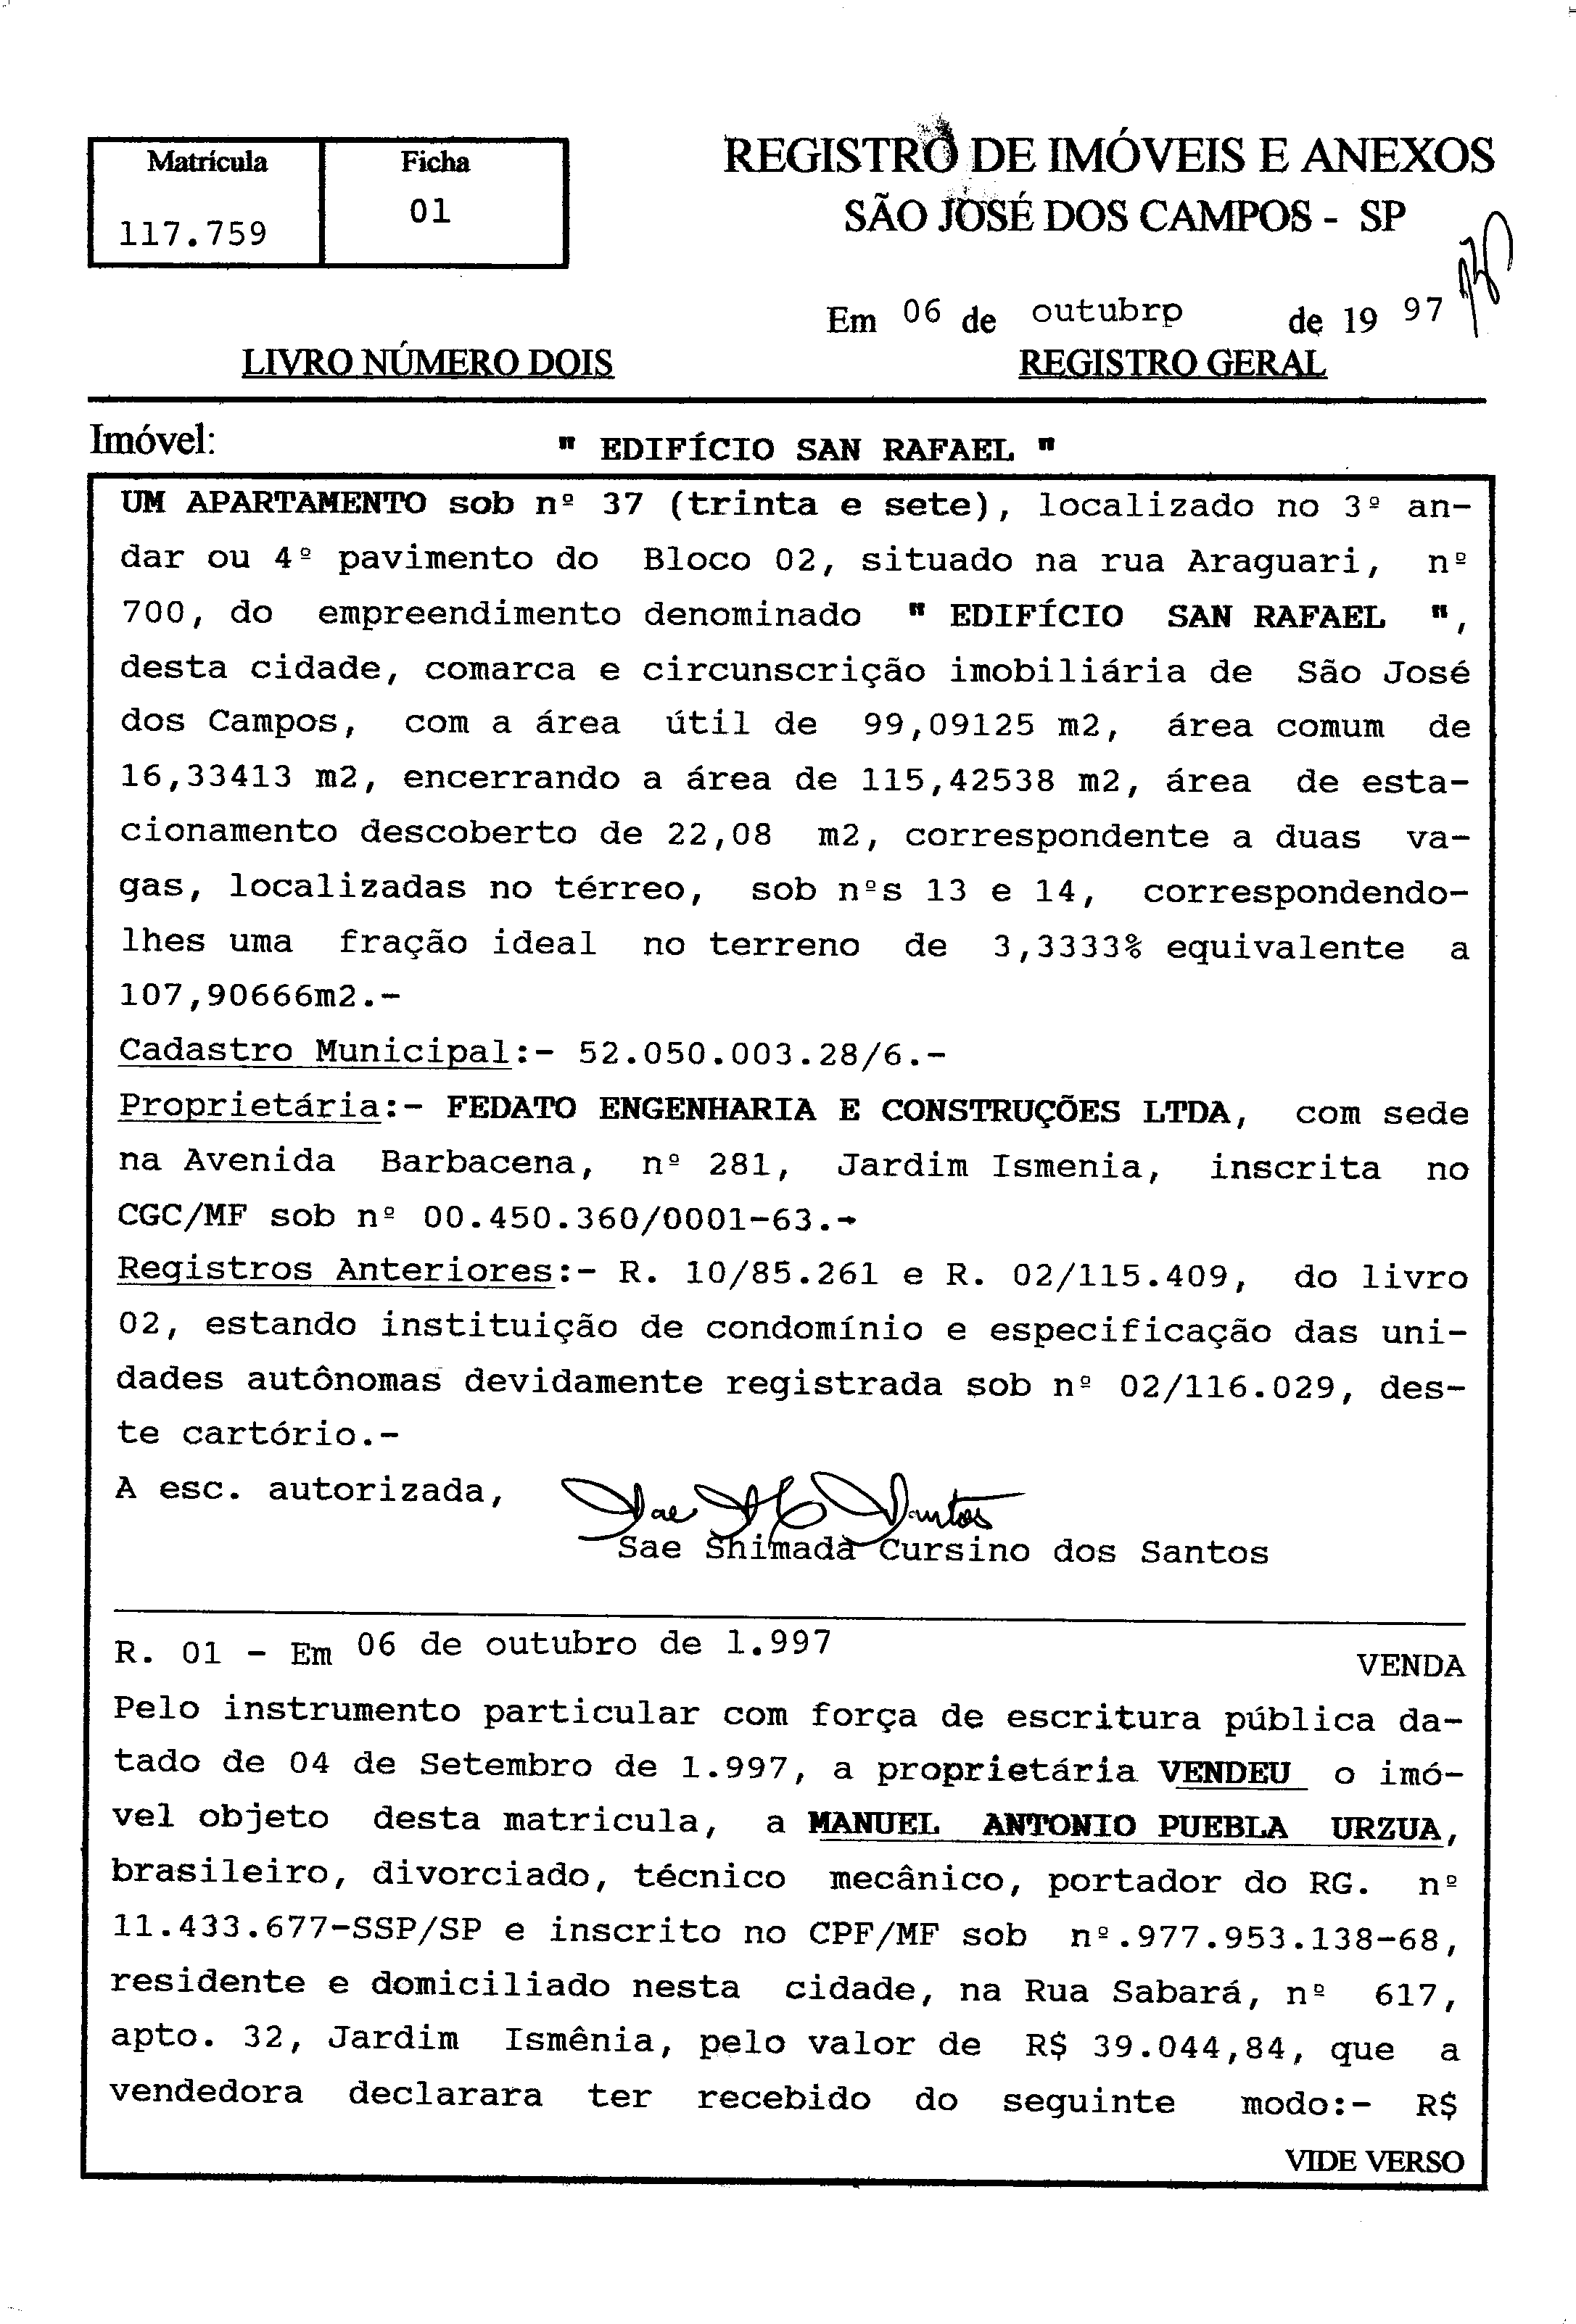 Matrícula
Ficha
117.759
01
REGISTRO DE IMÓVEIS E ANEXOS
SÃO JOSÉ DOS CAMPOS - SP
Em 06 de outubrp de 19 97
LIVRO NÚMERO DOIS
REGISTRO GERAL
Imóvel: " EDIFÍCIO SAN RAFAEL "
UM APARTAMENTO sob nº 37 (trinta e sete), localizado no 3º an-
dar ou 4º pavimento do Bloco 02, situado na rua Araguari, nº
700, do empreendimento denominado " EDIFÍCIO SAN RAFAEL ",
desta cidade, comarca e circunscrição imobiliária de São José
dos Campos, com a área útil de 99,09125 m2, área comum de
16,33413 m2, encerrando a área de 115,42538 m2, área de esta-
cionamento descoberto de 22,08 m2, correspondente a duas va-
gas, localizadas no térreo, sob nºs 13 e 14, correspondendo-
lhes uma fração ideal no terreno de 3,3333% equivalente a
107,90666m2.-
Cadastro Municipal:- 52.050.003.28/6.-
Proprietária:- FEDATO ENGENHARIA E CONSTRUÇÕES LTDA, com sede
na Avenida Barbacena, nº 281, Jardim Ismenia, inscrita no
CGC/MF sob nº 00.450.360/0001-63.-
Registros Anteriores:- R. 10/85.261 e R. 02/115.409, do livro
02, estando instituição de condomínio e especificação das uni-
dades autônomas devidamente registrada sob nº 02/116.029, des-
te cartório.-
A esc. autorizada,
Sae Shimada Cursino dos Santos
R. 01 - Em 06 de outubro de 1.997
VENDA
Pelo instrumento particular com força de escritura pública da-
tado de 04 de Setembro de 1.997, a proprietária VENDEU o imó-
vel objeto desta matricula, a MANUEL ANTONIO PUEBLA URZUA,
brasileiro, divorciado, técnico mecânico, portador do RG. nº
11.433.677-SSP/SP e inscrito no CPF/MF sob nº.977.953.138-68,
residente e domiciliado nesta cidade, na Rua Sabará, nº 617,
apto. 32, Jardim Ismênia, pelo valor de R$ 39.044,84, que a
vendedora declarara ter recebido do seguinte modo:- R$
VIDE VERSO